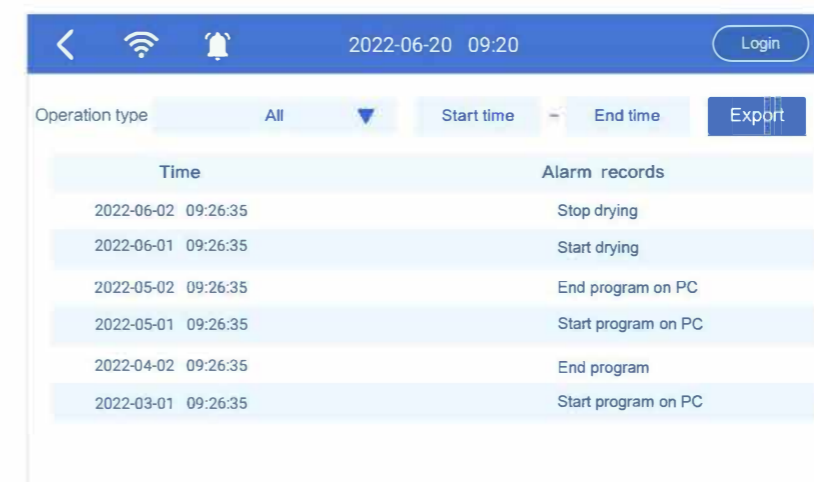 2022-06-20 09:20 Login
Operation type All Start time - End time Export
Time Alarm records
2022-06-02 09:26:35 Stop drying
2022-06-01 09:26:35 Start drying
2022-05-02 09:26:35 End program on PC
2022-05-01 09:26:35 Start program on PC
2022-04-02 09:26:35 End program
2022-03-01 09:26:35 Start program on PC